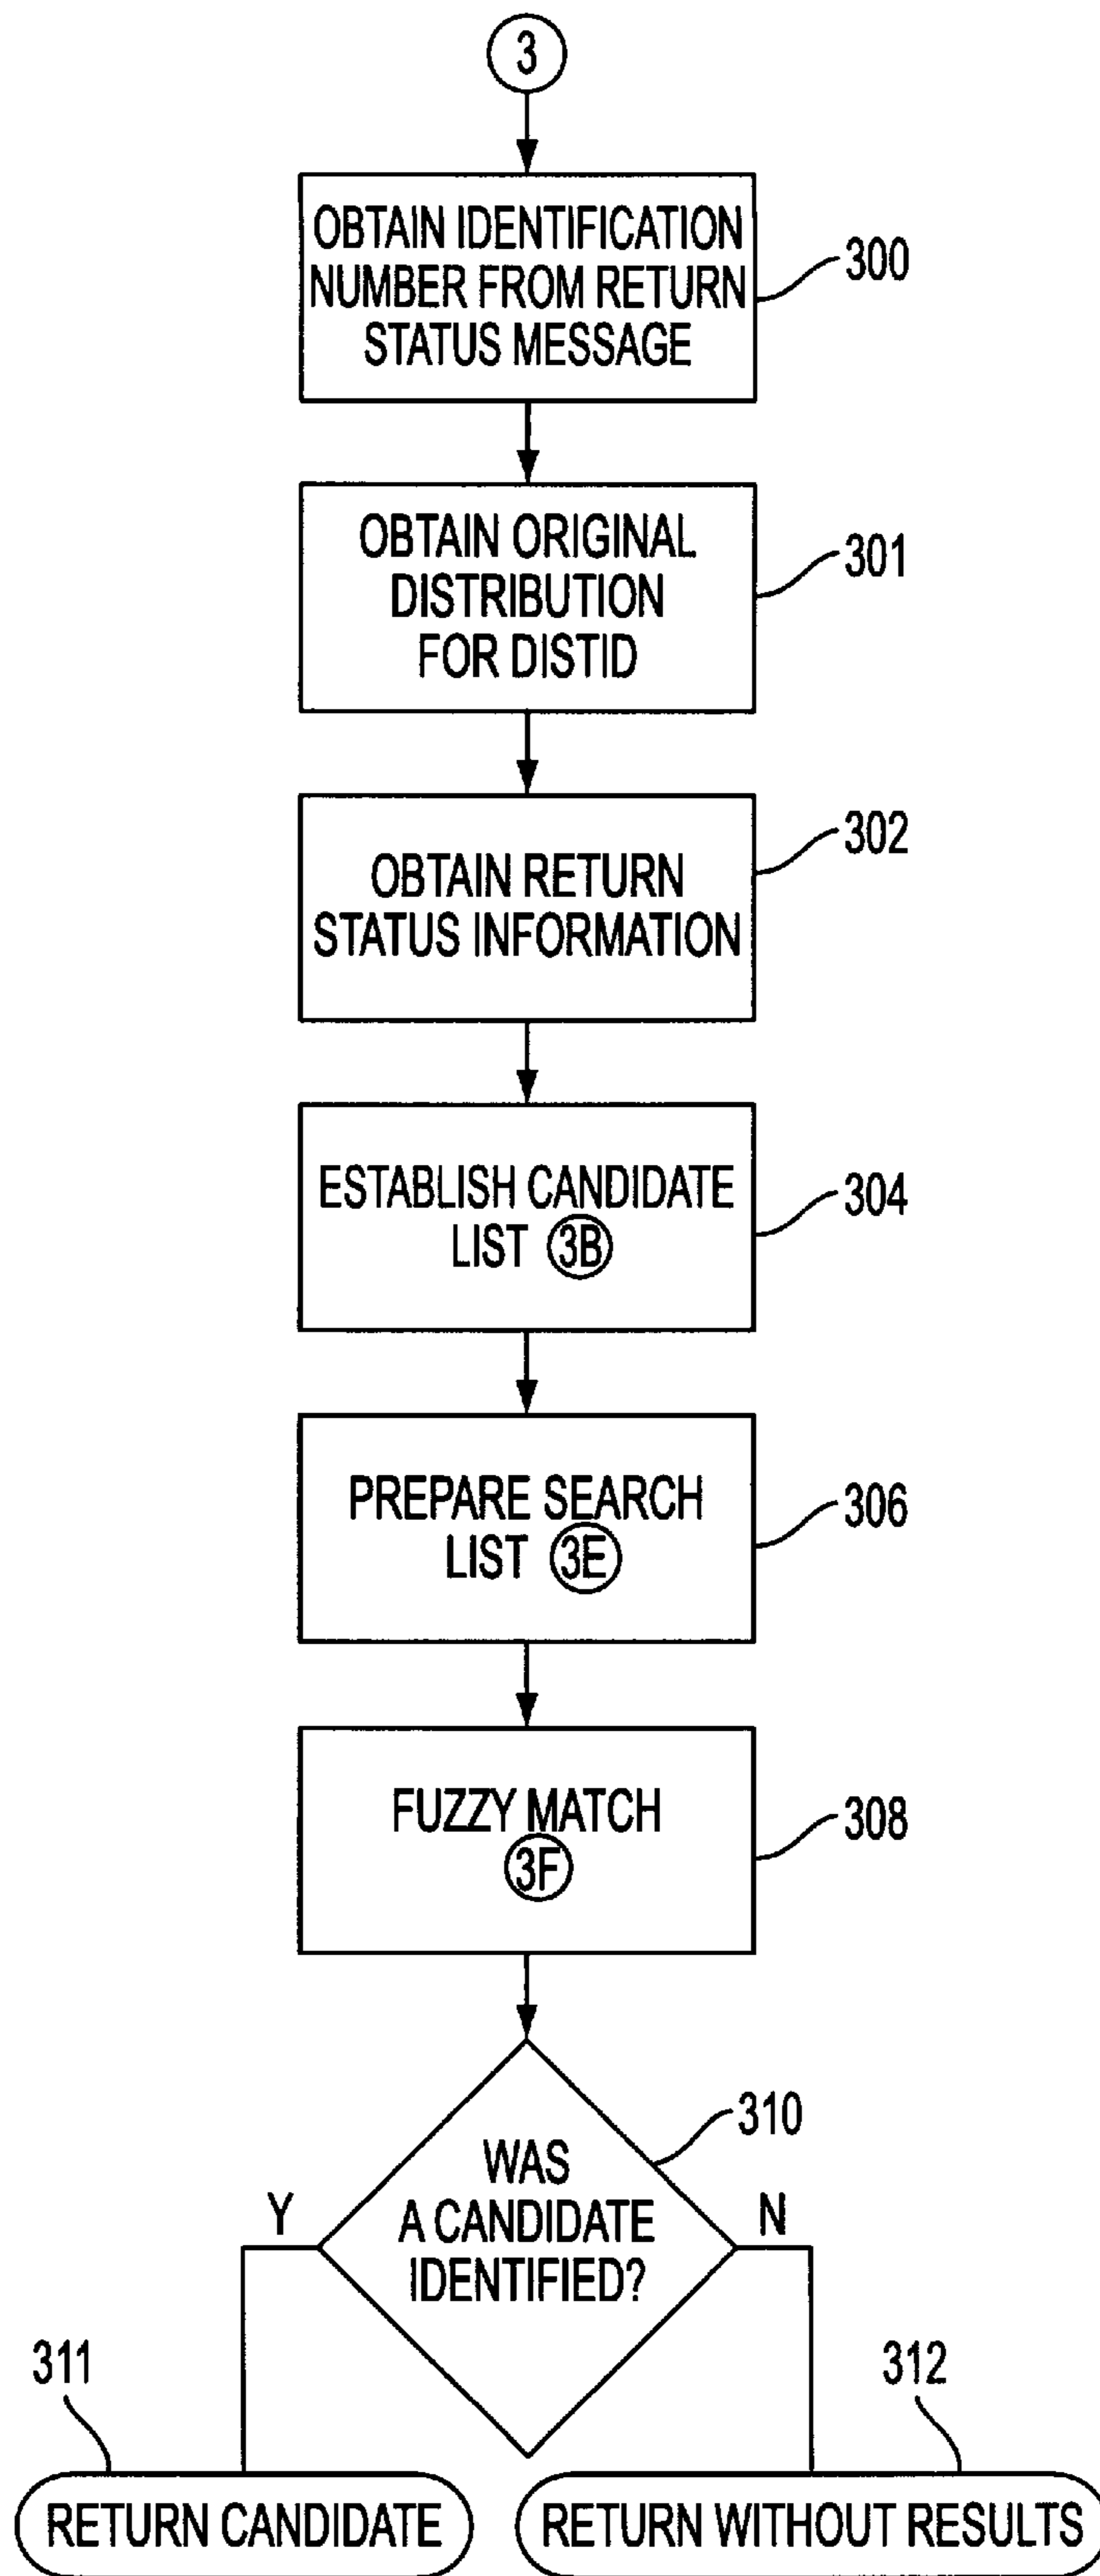 3
OBTAIN IDENTIFICATION
NUMBER FROM RETURN
STATUS MESSAGE
300
OBTAIN ORIGINAL
DISTRIBUTION
FOR DISTID
301
OBTAIN RETURN
STATUS INFORMATION
302
ESTABLISH CANDIDATE
LIST 3B
304
PREPARE SEARCH
LIST 3E
306
FUZZY MATCH
3F
308
WAS
A CANDIDATE
IDENTIFIED?
310
Y
N
311
312
RETURN CANDIDATE
RETURN WITHOUT RESULTS